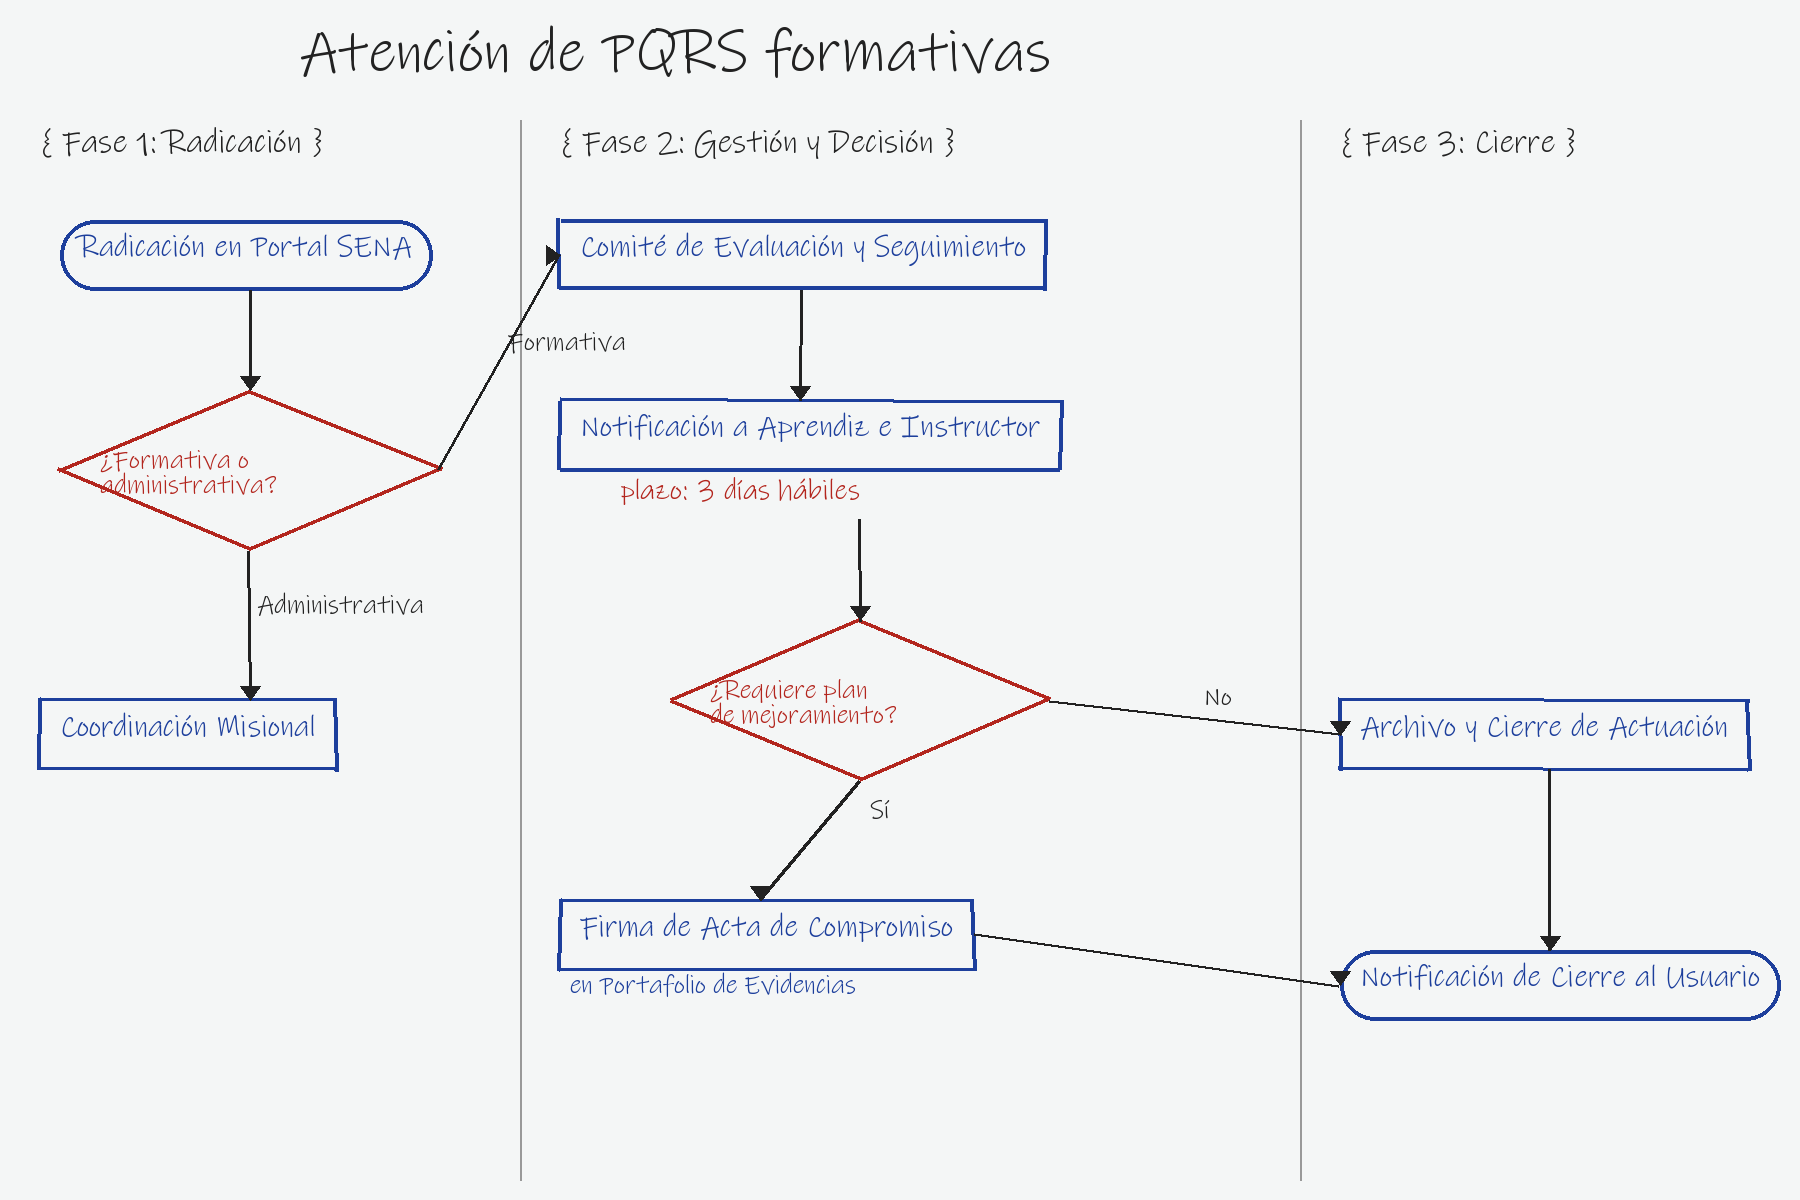 Atención de PQRS formativas
{ Fase 1: Radicación }
Radicación en Portal SENA
¿Formativa o
administrativa?
Formativa
Administrativa
Coordinación Misional
{ Fase 2: Gestión y Decisión }
Comité de Evaluación y Seguimiento
Notificación a Aprendiz e Instructor
plazo: 3 días hábiles
¿Requiere plan
de mejoramiento?
No
Sí
Firma de Acta de Compromiso
en Portafolio de Evidencias
{ Fase 3: Cierre }
Archivo y Cierre de Actuación
Notificación de Cierre al Usuario